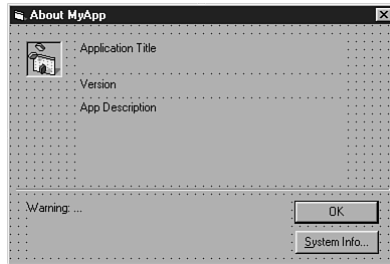 About MyApp
Application Title
Version
App Description
Warning: ...
OK
System Info...